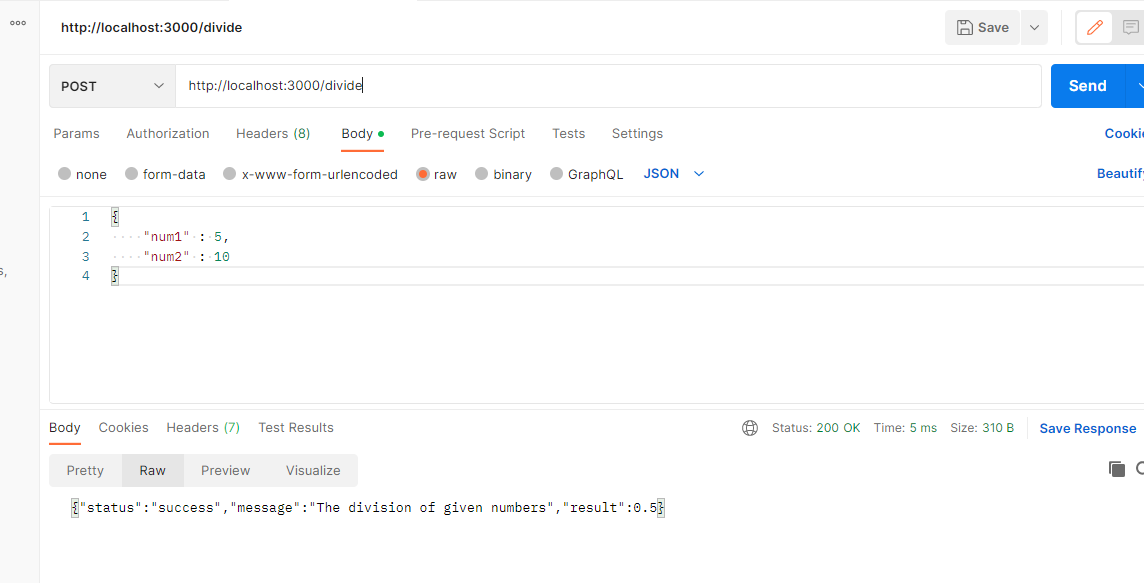 http://localhost:3000/divide
Save
POST
http://localhost:3000/divide
Send
Params Authorization Headers (8) Body Pre-request Script Tests Settings Cookie
none form-data x-www-form-urlencoded raw binary GraphQL JSON Beautify
1 {
2 "num1" : 5,
s, 3 "num2" : 10
4 }
Body Cookies Headers (7) Test Results Status: 200 OK Time: 5 ms Size: 310 B Save Response
Pretty Raw Preview Visualize
{"status":"success","message":"The division of given numbers","result":0.5}